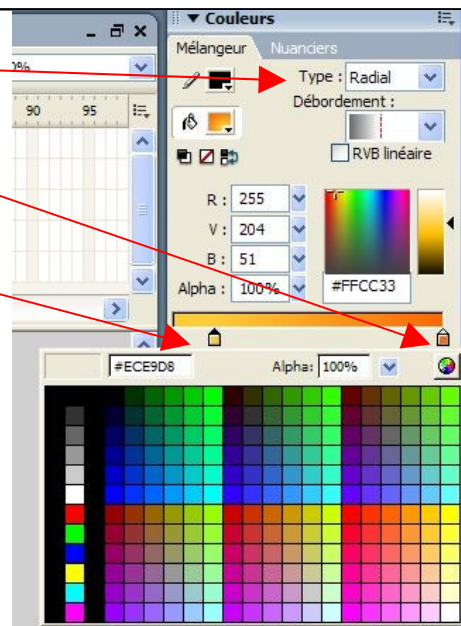 ▼ Couleurs
0%
Mélangeur Nuanciers
Type : Radial
90 95
Débordement :
RVB linéaire
R : 255
V : 204
B : 51
Alpha : 100% #FFCC33
#ECE9D8 Alpha: 100%